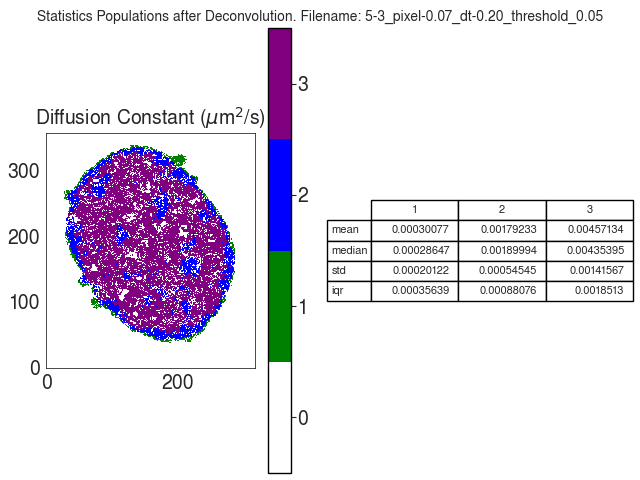 Statistics Populations after Deconvolution. Filename: 5-3_pixel-0.07_dt-0.20_threshold_0.05
Diffusion Constant (μm²/s)
300
200
100
0
0 200
3
2
1
0
1 2 3
mean 0.00030077 0.00179233 0.00457134
median 0.00028647 0.00189994 0.00435395
std 0.00020122 0.00054545 0.00141567
iqr 0.00035639 0.00088076 0.0018513